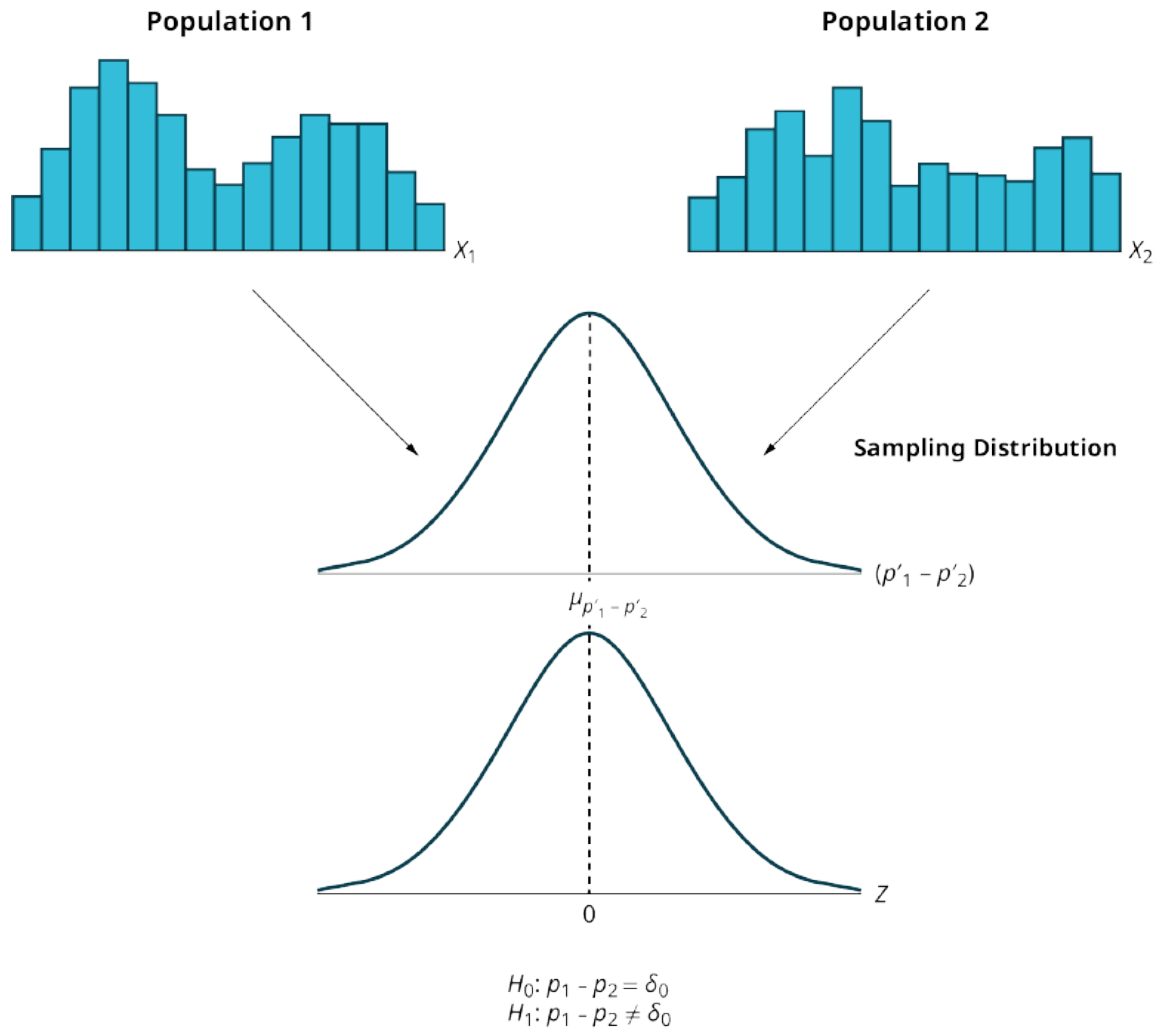 Population 1
Population 2
X₁
X₂
Sampling Distribution
(p′₁ – p′₂)
μp′₁ – p′₂
Z
0
H₀: p₁ - p₂ = δ₀
H₁: p₁ - p₂ ≠ δ₀